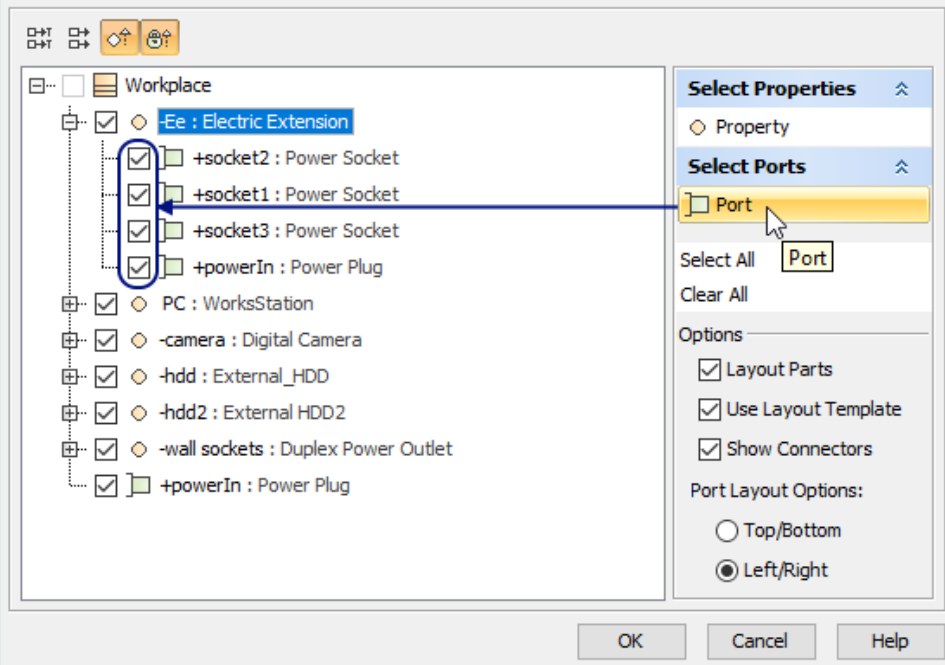 Workplace
-Ee : Electric Extension
+socket2 : Power Socket
+socket1 : Power Socket
+socket3 : Power Socket
+powerIn : Power Plug
PC : WorksStation
-camera : Digital Camera
-hdd : External_HDD
-hdd2 : External HDD2
-wall sockets : Duplex Power Outlet
+powerIn : Power Plug
Select Properties
Property
Select Ports
Port
Port
Select All
Clear All
Options
Layout Parts
Use Layout Template
Show Connectors
Port Layout Options:
Top/Bottom
Left/Right
OK
Cancel
Help